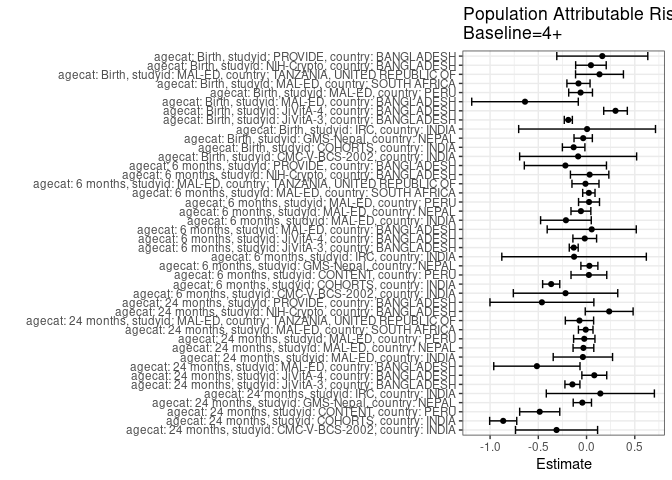 Population Attributable Ris
Baseline=4+
agecat: Birth, studyid: PROVIDE, country: BANGLADESH
agecat: Birth, studyid: NIH-Crypto, country: BANGLADESH
agecat: Birth, studyid: MAL-ED, country: TANZANIA, UNITED REPUBLIC OF
agecat: Birth, studyid: MAL-ED, country: SOUTH AFRICA
agecat: Birth, studyid: MAL-ED, country: PERU
agecat: Birth, studyid: MAL-ED, country: BANGLADESH
agecat: Birth, studyid: JiVitA-4, country: BANGLADESH
agecat: Birth, studyid: JiVitA-3, country: BANGLADESH
agecat: Birth, studyid: IRC, country: INDIA
agecat: Birth, studyid: GMS-Nepal, country: NEPAL
agecat: Birth, studyid: COHORTS, country: INDIA
agecat: Birth, studyid: CMC-V-BCS-2002, country: INDIA
agecat: 6 months, studyid: PROVIDE, country: BANGLADESH
agecat: 6 months, studyid: NIH-Crypto, country: BANGLADESH
agecat: 6 months, studyid: MAL-ED, country: TANZANIA, UNITED REPUBLIC OF
agecat: 6 months, studyid: MAL-ED, country: SOUTH AFRICA
agecat: 6 months, studyid: MAL-ED, country: PERU
agecat: 6 months, studyid: MAL-ED, country: NEPAL
agecat: 6 months, studyid: MAL-ED, country: INDIA
agecat: 6 months, studyid: MAL-ED, country: BANGLADESH
agecat: 6 months, studyid: JiVitA-4, country: BANGLADESH
agecat: 6 months, studyid: JiVitA-3, country: BANGLADESH
agecat: 6 months, studyid: IRC, country: INDIA
agecat: 6 months, studyid: GMS-Nepal, country: NEPAL
agecat: 6 months, studyid: CONTENT, country: PERU
agecat: 6 months, studyid: COHORTS, country: INDIA
agecat: 6 months, studyid: CMC-V-BCS-2002, country: INDIA
agecat: 24 months, studyid: PROVIDE, country: BANGLADESH
agecat: 24 months, studyid: NIH-Crypto, country: BANGLADESH
agecat: 24 months, studyid: MAL-ED, country: TANZANIA, UNITED REPUBLIC OF
agecat: 24 months, studyid: MAL-ED, country: SOUTH AFRICA
agecat: 24 months, studyid: MAL-ED, country: PERU
agecat: 24 months, studyid: MAL-ED, country: NEPAL
agecat: 24 months, studyid: MAL-ED, country: INDIA
agecat: 24 months, studyid: MAL-ED, country: BANGLADESH
agecat: 24 months, studyid: JiVitA-4, country: BANGLADESH
agecat: 24 months, studyid: JiVitA-3, country: BANGLADESH
agecat: 24 months, studyid: IRC, country: INDIA
agecat: 24 months, studyid: GMS-Nepal, country: NEPAL
agecat: 24 months, studyid: CONTENT, country: PERU
agecat: 24 months, studyid: COHORTS, country: INDIA
agecat: 24 months, studyid: CMC-V-BCS-2002, country: INDIA
-1.0 -0.5 0.0 0.5
Estimate